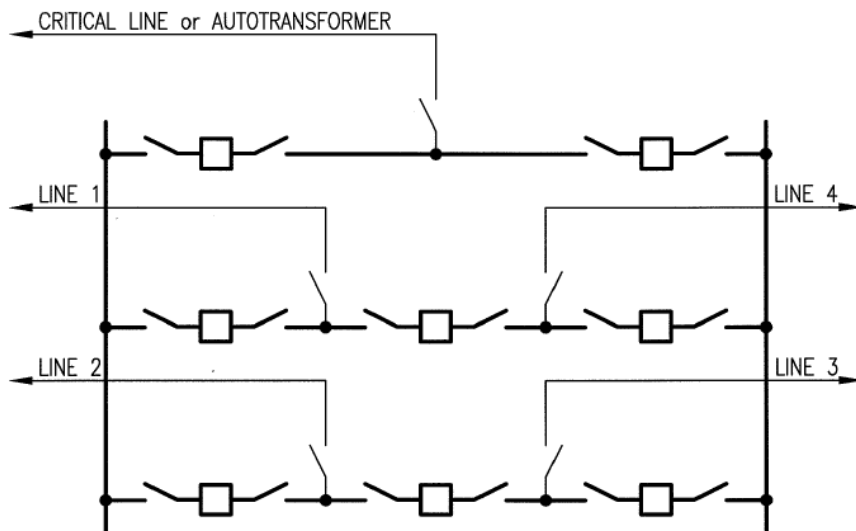 CRITICAL LINE or AUTOTRANSFORMER
LINE 1
LINE 4
LINE 2
LINE 3